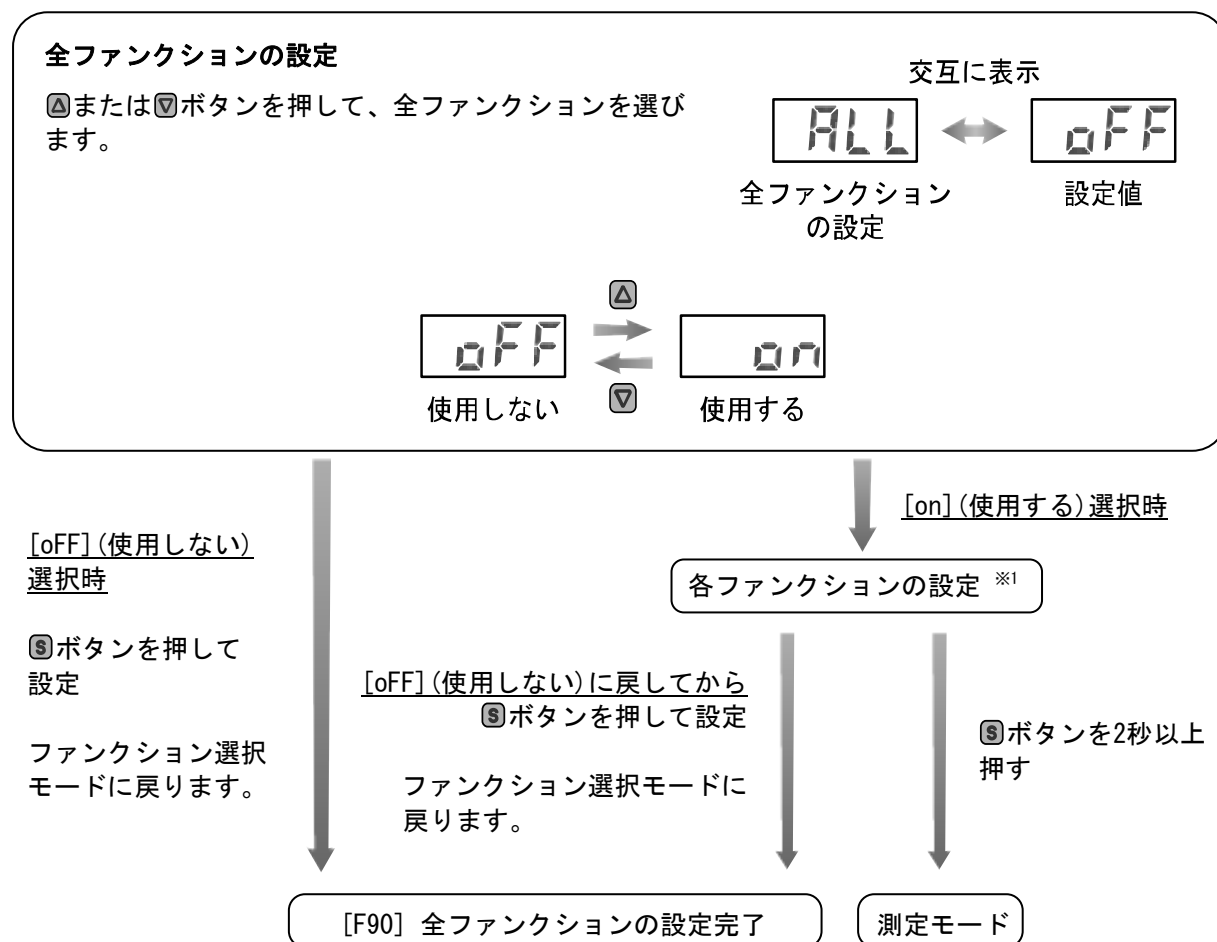 全ファンクションの設定
△または▽ボタンを押して、全ファンクションを選び
ます。
交互に表示
ALL
oFF
全ファンクション
の設定
設定値
△
oFF
on
使用しない
▽
使用する
[on](使用する)選択時
[oFF](使用しない)
選択時
各ファンクションの設定 ※1
Sボタンを押して
設定
[oFF](使用しない)に戻してから
Sボタンを押して設定
Sボタンを2秒以上
押す
ファンクション選択
モードに戻ります。
ファンクション選択モードに
戻ります。
[F90] 全ファンクションの設定完了
測定モード